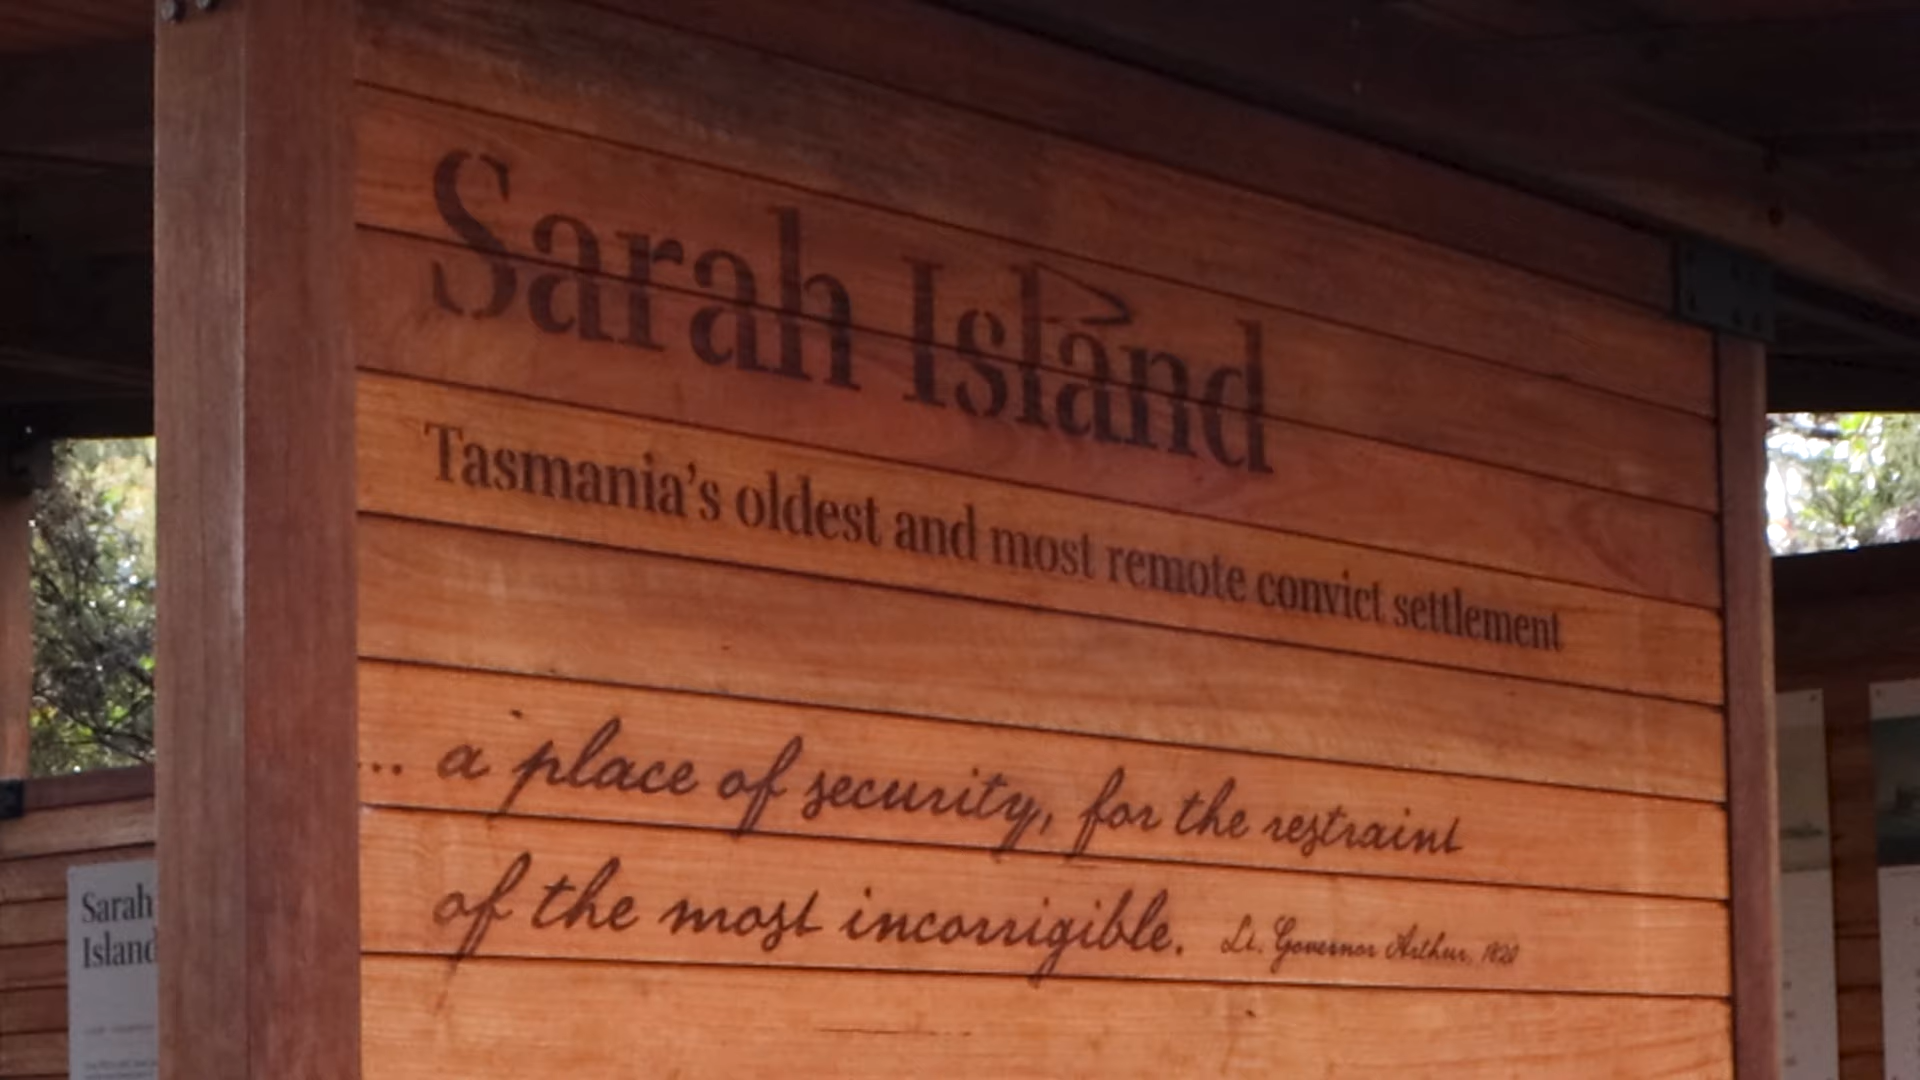 Sarah Island
Tasmania's oldest and most remote convict settlement
... a place of security, for the restraint
of the most incorrigible. Lt. Governor Arthur,
Sarah
Island